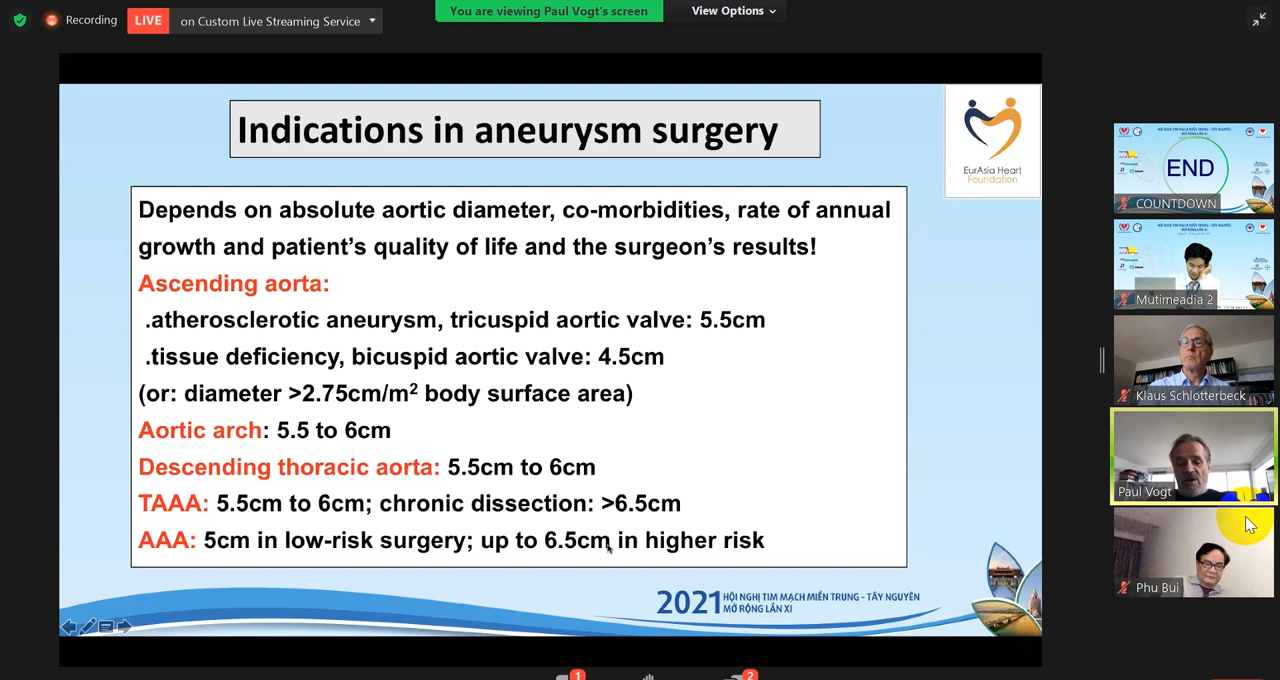 Recording
LIVE
on Custom Live Streaming Service
You are viewing Paul Vogt's screen
View Options
Indications in aneurysm surgery
EurAsia Heart
Foundation
Depends on absolute aortic diameter, co-morbidities, rate of annual
growth and patient's quality of life and the surgeon's results!
Ascending aorta:
.atherosclerotic aneurysm, tricuspid aortic valve: 5.5cm
.tissue deficiency, bicuspid aortic valve: 4.5cm
(or: diameter >2.75cm/m² body surface area)
Aortic arch: 5.5 to 6cm
Descending thoracic aorta: 5.5cm to 6cm
TAAA: 5.5cm to 6cm; chronic dissection: >6.5cm
AAA: 5cm in low-risk surgery; up to 6.5cm in higher risk
2021 HỘI NGHỊ TIM MẠCH MIỀN TRUNG - TÂY NGUYÊN
MỞ RỘNG LẦN XI
END
COUNTDOWN
Mutimeadia 2
Klaus Schlotterbeck
Paul Vogt
Phu Bui
1
2